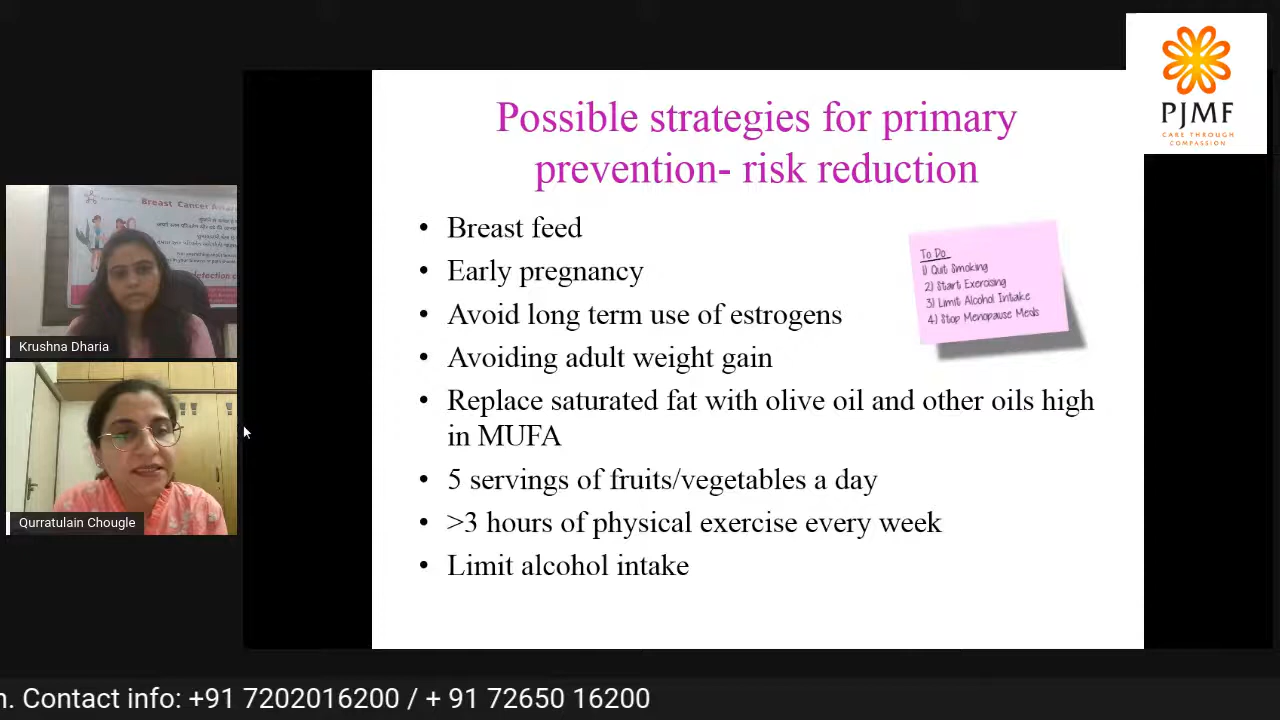 PJMF
CARE THROUGH
COMPASSION
Possible strategies for primary
prevention- risk reduction
• Breast feed
• Early pregnancy
• Avoid long term use of estrogens
• Avoiding adult weight gain
• Replace saturated fat with olive oil and other oils high
in MUFA
• 5 servings of fruits/vegetables a day
• >3 hours of physical exercise every week
• Limit alcohol intake
To Do
1) Quit Smoking
2) Start Exercising
3) Limit Alcohol Intake
4) Stop Menopause Meds
Breast Cancer
detection
Krushna Dharia
Qurratulain Chougle
n. Contact info: +91 7202016200 / + 91 72650 16200